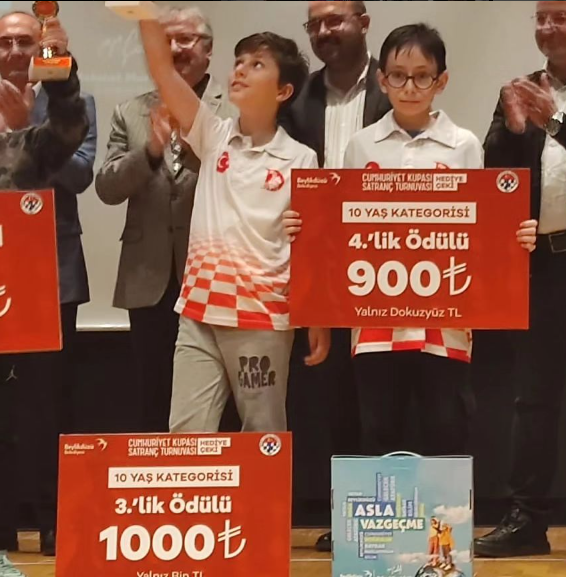 Beylikdüzü
Belediyesi
CUMHURİYET KUPASI
SATRANÇ TURNUVASI
HEDİYE
ÇEKİ
10 YAŞ KATEGORİSİ
4.'lik Ödülü
900₺
Yalnız Dokuzyüz TL
PRO
GAMER
Beylikdüzü
Belediyesi
CUMHURİYET KUPASI
SATRANÇ TURNUVASI
HEDİYE
ÇEKİ
10 YAŞ KATEGORİSİ
3.'lik Ödülü
1000₺
Yalnız Bin TL
ASLA
VAZGEÇME